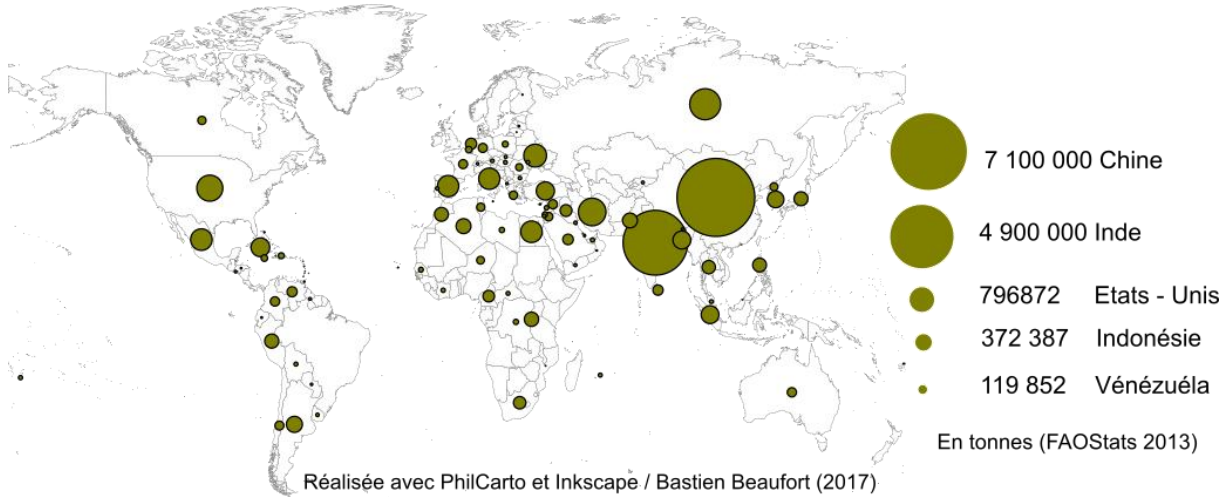 7 100 000 Chine
4 900 000 Inde
796872 Etats - Unis
372 387 Indonésie
119 852 Vénézuéla
En tonnes (FAOStats 2013)
Réalisée avec PhilCarto et Inkscape / Bastien Beaufort (2017)